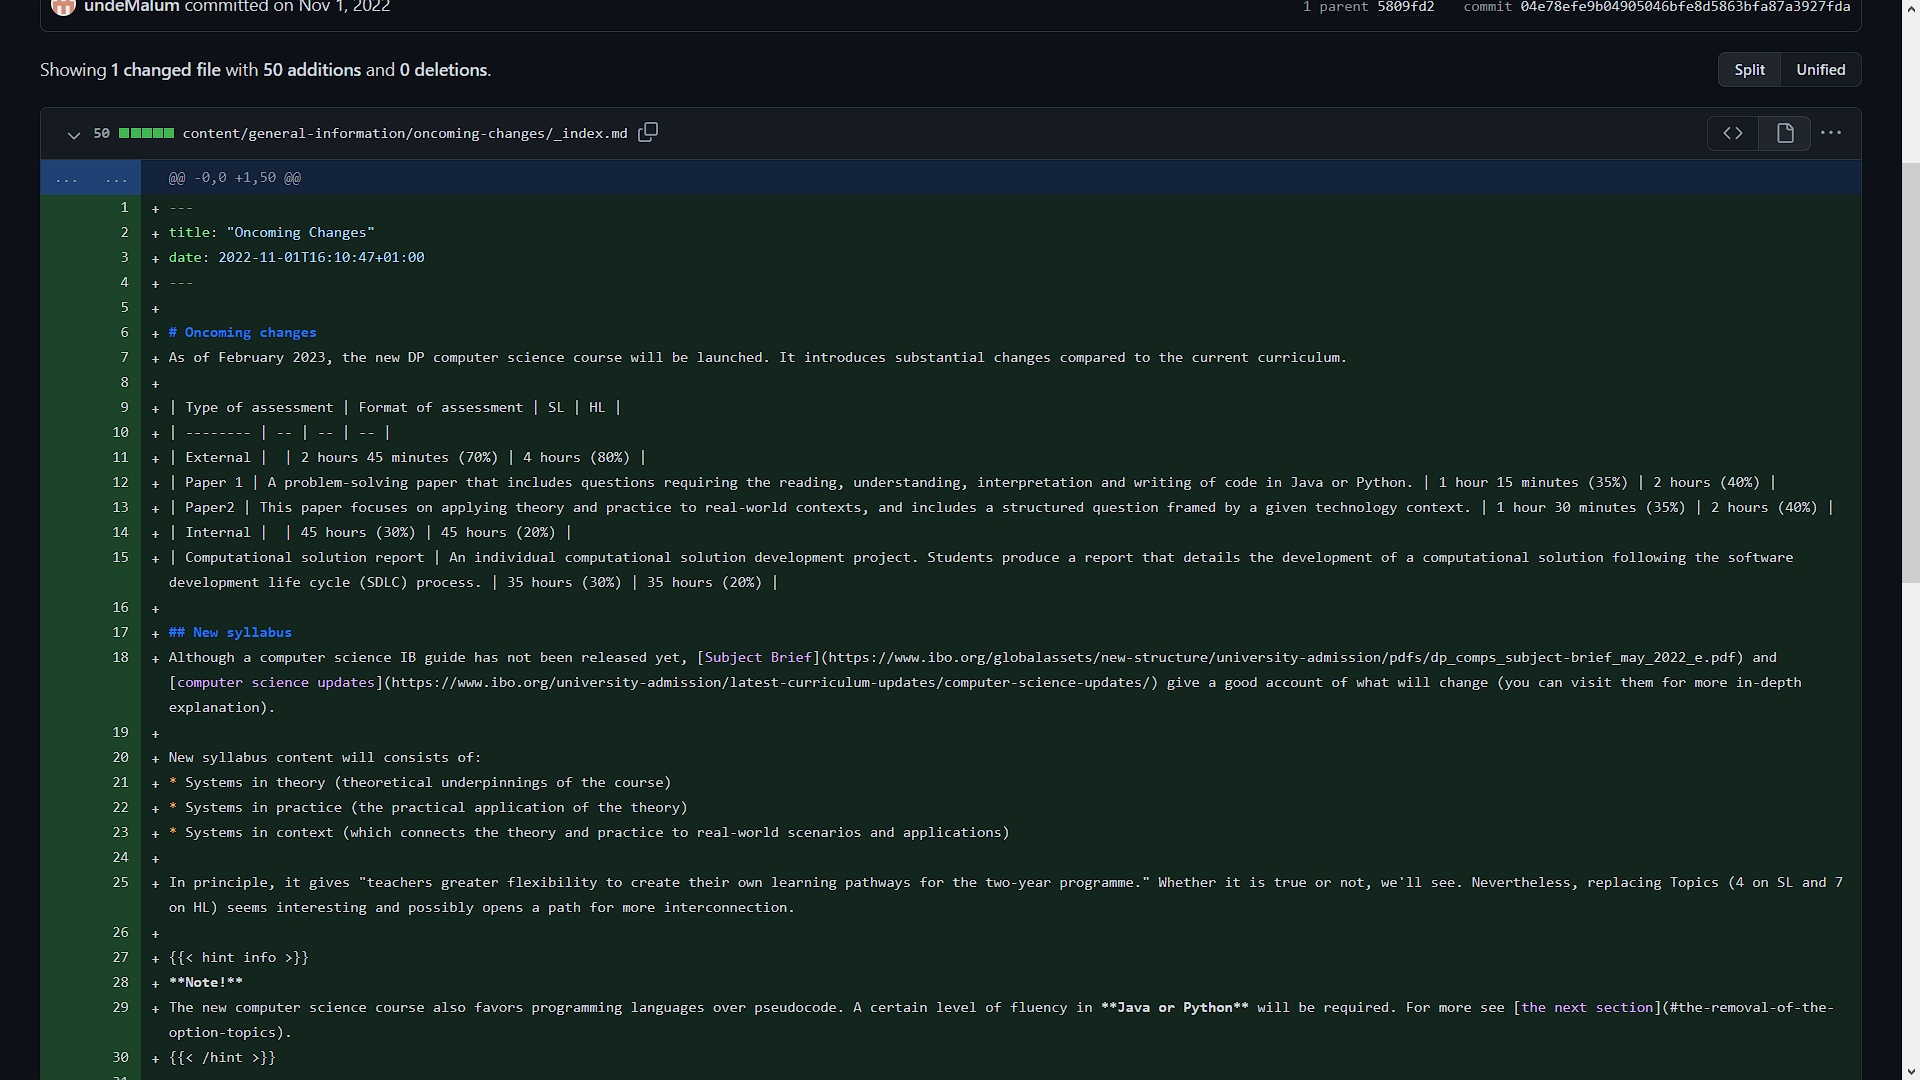 undeMalum committed on Nov 1, 2022
1 parent 5809fd2 commit 04e78efe9b04905046bfe8d5863bfa87a3927fda
Showing 1 changed file with 50 additions and 0 deletions.
Split Unified
50 content/general-information/oncoming-changes/_index.md
... ... @@ -0,0 +1,50 @@
1 + ---
2 + title: "Oncoming Changes"
3 + date: 2022-11-01T16:10:47+01:00
4 + ---
5 +
6 + # Oncoming changes
7 + As of February 2023, the new DP computer science course will be launched. It introduces substantial changes compared to the current curriculum.
8 +
9 + | Type of assessment | Format of assessment | SL | HL |
10 + | -------- | -- | -- | -- |
11 + | External |  | 2 hours 45 minutes (70%) | 4 hours (80%) |
12 + | Paper 1 | A problem-solving paper that includes questions requiring the reading, understanding, interpretation and writing of code in Java or Python. | 1 hour 15 minutes (35%) | 2 hours (40%) |
13 + | Paper2 | This paper focuses on applying theory and practice to real-world contexts, and includes a structured question framed by a given technology context. | 1 hour 30 minutes (35%) | 2 hours (40%) |
14 + | Internal |  | 45 hours (30%) | 45 hours (20%) |
15 + | Computational solution report | An individual computational solution development project. Students produce a report that details the development of a computational solution following the software
development life cycle (SDLC) process. | 35 hours (30%) | 35 hours (20%) |
16 +
17 + ## New syllabus
18 + Although a computer science IB guide has not been released yet, [Subject Brief](https://www.ibo.org/globalassets/new-structure/university-admission/pdfs/dp_comps_subject-brief_may_2022_e.pdf) and
[computer science updates](https://www.ibo.org/university-admission/latest-curriculum-updates/computer-science-updates/) give a good account of what will change (you can visit them for more in-depth
explanation).
19 +
20 + New syllabus content will consists of:
21 + * Systems in theory (theoretical underpinnings of the course)
22 + * Systems in practice (the practical application of the theory)
23 + * Systems in context (which connects the theory and practice to real-world scenarios and applications)
24 +
25 + In principle, it gives "teachers greater flexibility to create their own learning pathways for the two-year programme." Whether it is true or not, we'll see. Nevertheless, replacing Topics (4 on SL and 7
on HL) seems interesting and possibly opens a path for more interconnection.
26 +
27 + {{< hint info >}}
28 + **Note!**
29 + The new computer science course also favors programming languages over pseudocode. A certain level of fluency in **Java or Python** will be required. For more see [the next section](#the-removal-of-the-
option-topics).
30 + {{< /hint >}}